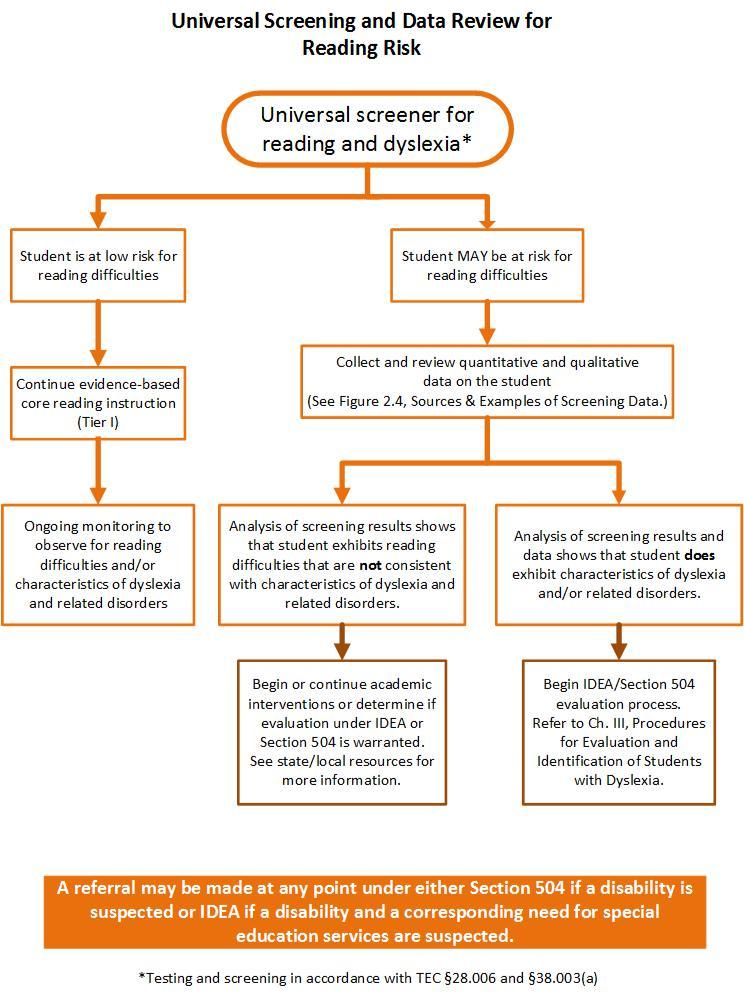 Universal Screening and Data Review for
Reading Risk
Universal screener for
reading and dyslexia*
Student is at low risk for
reading difficulties
Student MAY be at risk for
reading difficulties
Continue evidence-based
core reading instruction
(Tier I)
Collect and review quantitative and qualitative
data on the student
(See Figure 2.4, Sources & Examples of Screening Data.)
Ongoing monitoring to
observe for reading
difficulties and/or
characteristics of dyslexia
and related disorders
Analysis of screening results shows
that student exhibits reading
difficulties that are not consistent
with characteristics of dyslexia and
related disorders.
Analysis of screening results and
data shows that student does
exhibit characteristics of dyslexia
and/or related disorders.
Begin or continue academic
interventions or determine if
evaluation under IDEA or
Section 504 is warranted.
See state/local resources for
more information.
Begin IDEA/Section 504
evaluation process.
Refer to Ch. III, Procedures
for Evaluation and
Identification of Students
with Dyslexia.
A referral may be made at any point under either Section 504 if a disability is
suspected or IDEA if a disability and a corresponding need for special
education services are suspected.
*Testing and screening in accordance with TEC §28.006 and §38.003(a)